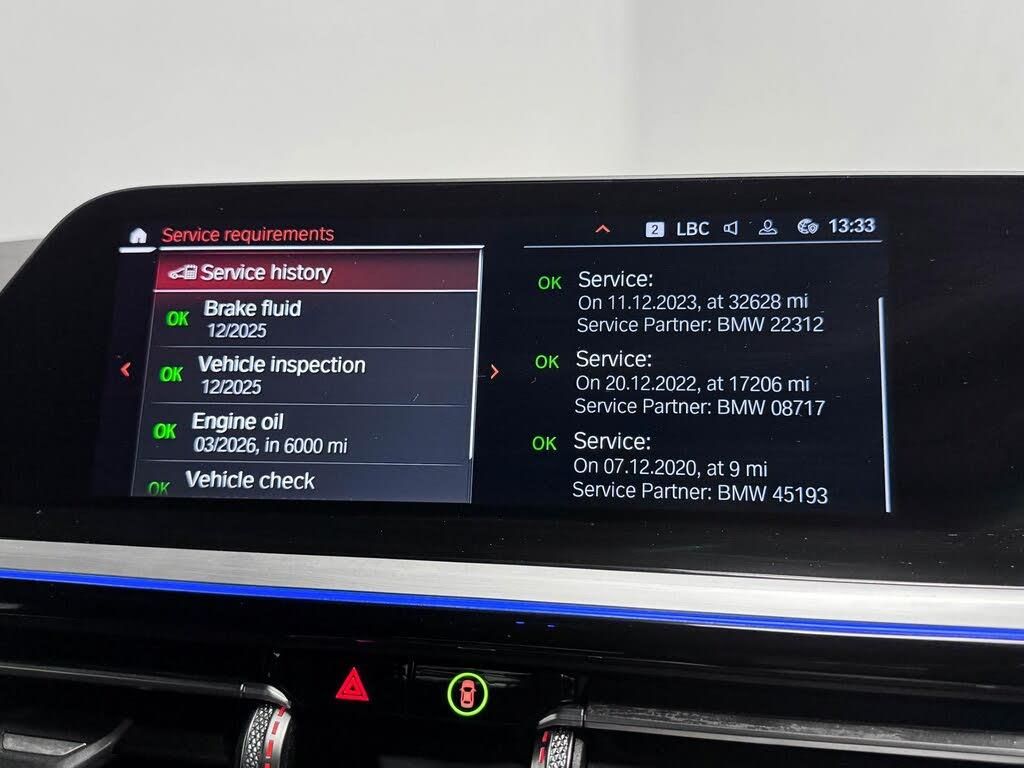 Service requirements
2 LBC 13:33
Service history
OK Brake fluid
12/2025
OK Vehicle inspection
12/2025
OK Engine oil
03/2026, in 6000 mi
OK Vehicle check
OK Service:
On 11.12.2023, at 32628 mi
Service Partner: BMW 22312
OK Service:
On 20.12.2022, at 17206 mi
Service Partner: BMW 08717
OK Service:
On 07.12.2020, at 9 mi
Service Partner: BMW 45193